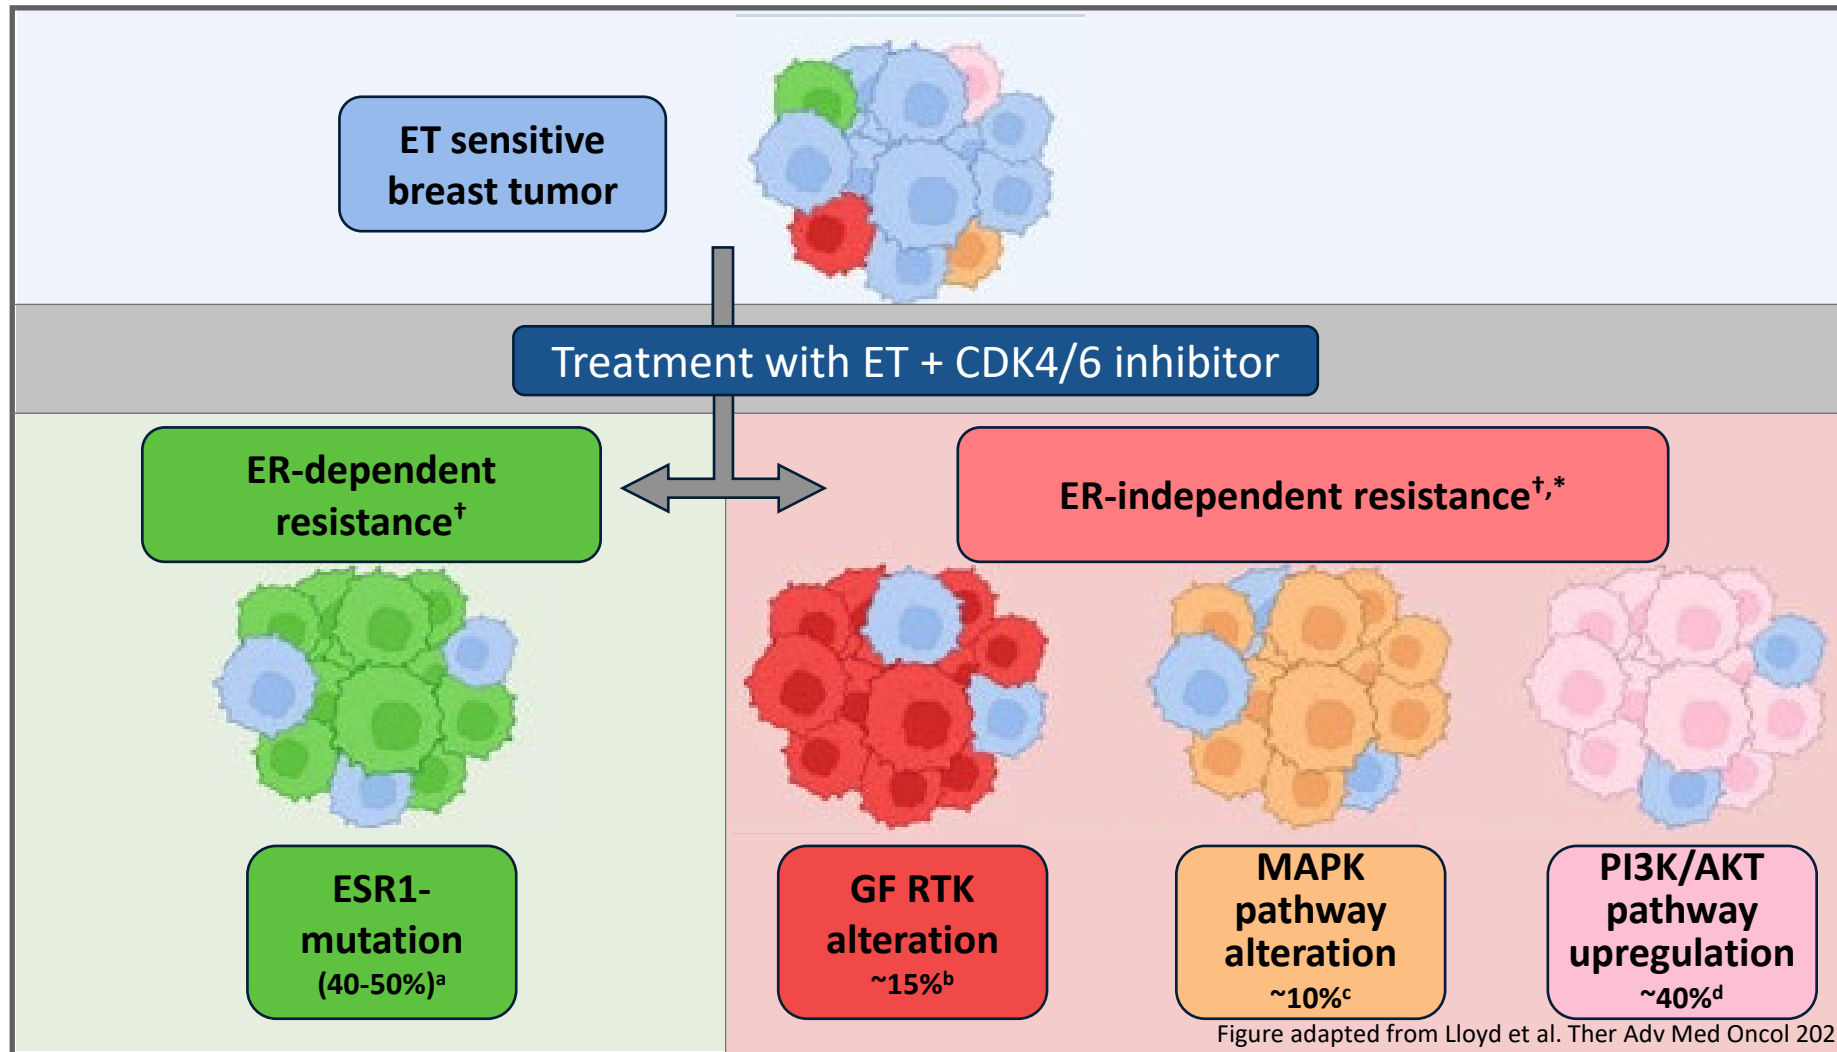 ET sensitive
breast tumor
Treatment with ET + CDK4/6 inhibitor
ER-dependent
resistance†
ER-independent resistance†,*
ESR1-
mutation
(40-50%)ᵃ
GF RTK
alteration
~15%ᵇ
MAPK
pathway
alteration
~10%ᶜ
PI3K/AKT
pathway
upregulation
~40%ᵈ
Figure adapted from Lloyd et al. Ther Adv Med Oncol 202